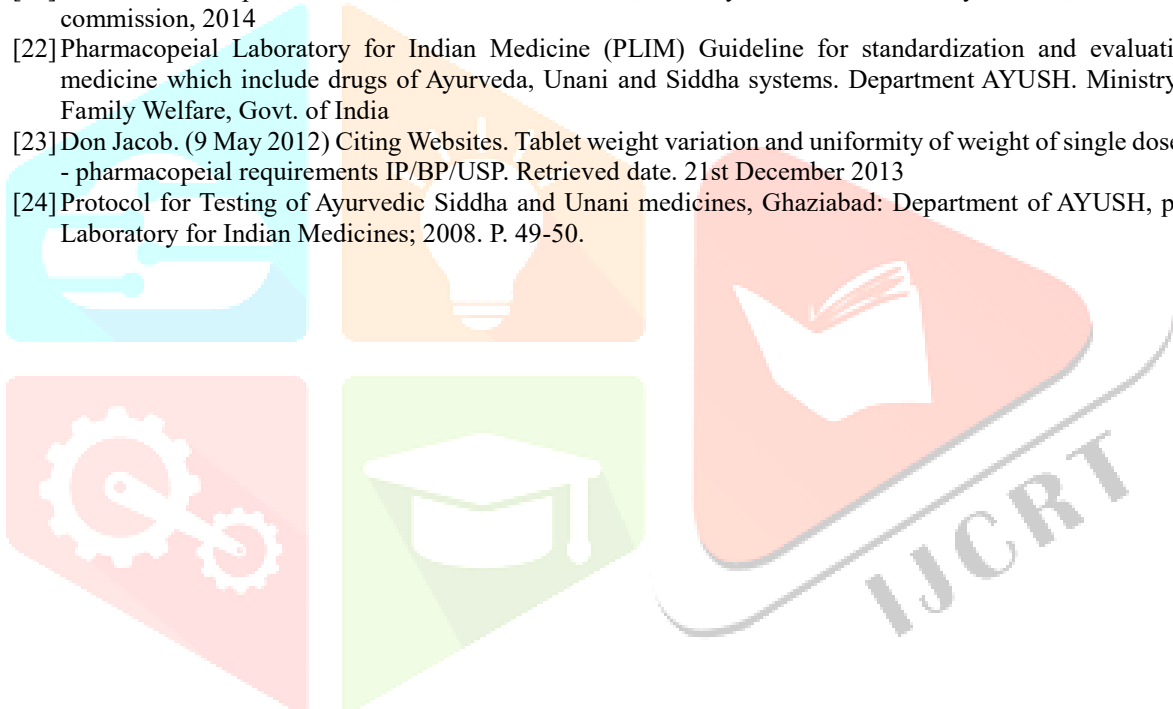 commission, 2014
[22] Pharmacopeial Laboratory for Indian Medicine (PLIM) Guideline for standardization and evaluati
medicine which include drugs of Ayurveda, Unani and Siddha systems. Department AYUSH. Ministry
Family Welfare, Govt. of India
[23] Don Jacob. (9 May 2012) Citing Websites. Tablet weight variation and uniformity of weight of single dose
- pharmacopeial requirements IP/BP/USP. Retrieved date. 21st December 2013
[24] Protocol for Testing of Ayurvedic Siddha and Unani medicines, Ghaziabad: Department of AYUSH, p
Laboratory for Indian Medicines; 2008. P. 49-50.
IJCRT